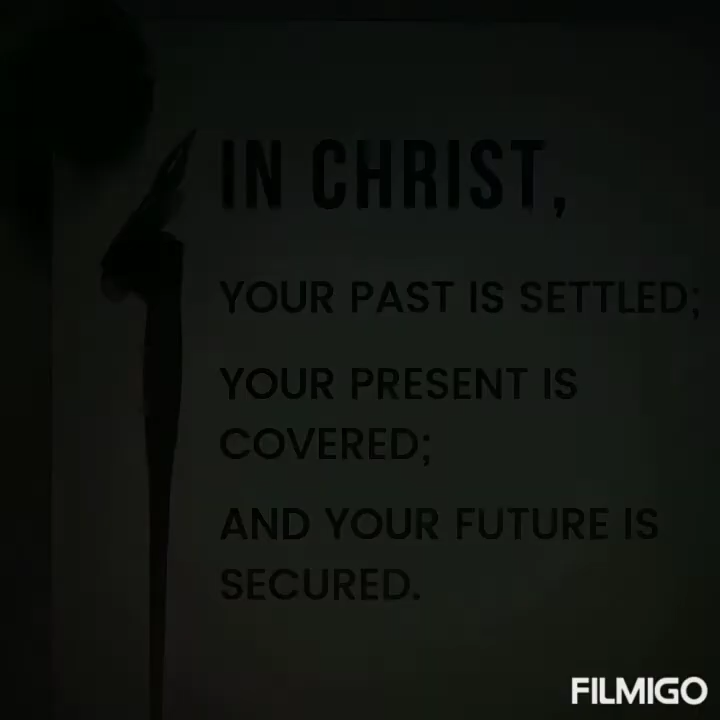 IN CHRIST,
YOUR PAST IS SETTLED;
YOUR PRESENT IS
COVERED;
AND YOUR FUTURE IS
SECURED.
FILMIGO